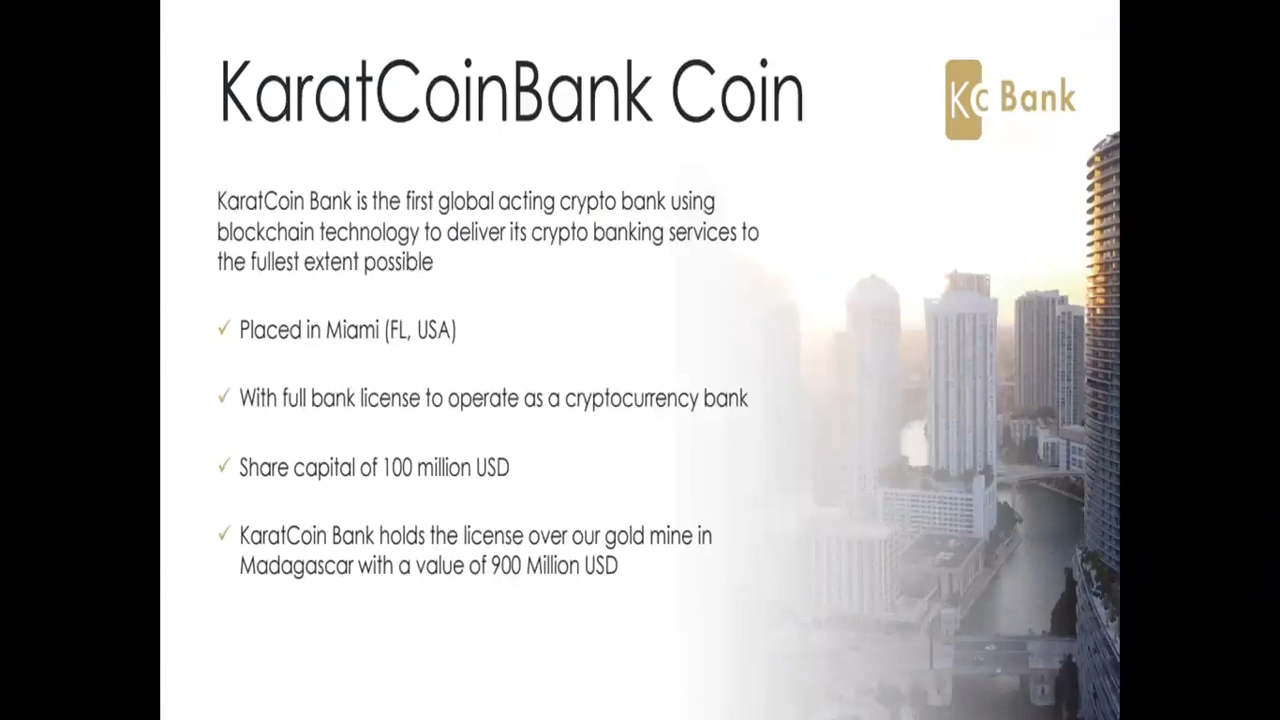 KaratCoinBank Coin
Kc Bank
KaratCoin Bank is the first global acting crypto bank using
blockchain technology to deliver its crypto banking services to
the fullest extent possible
✓ Placed in Miami (FL, USA)
✓ With full bank license to operate as a cryptocurrency bank
✓ Share capital of 100 million USD
✓ KaratCoin Bank holds the license over our gold mine in
Madagascar with a value of 900 Million USD